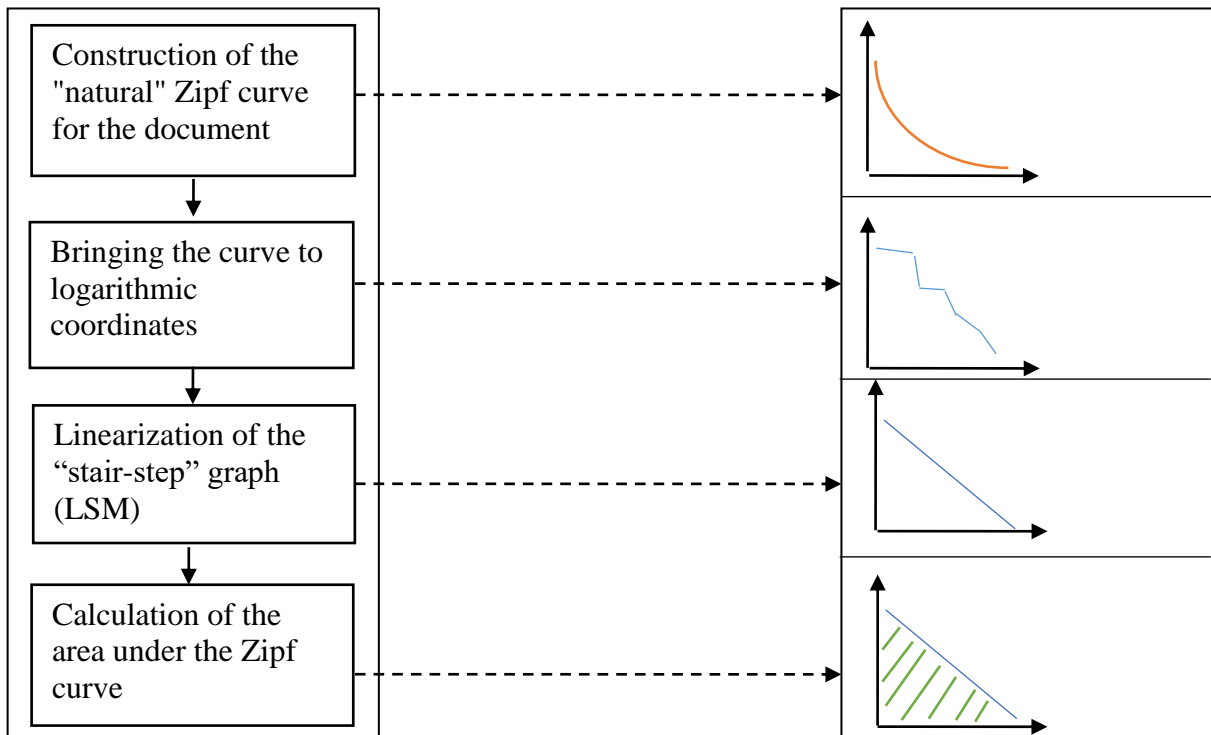 Construction of the
"natural" Zipf curve
for the document
Bringing the curve to
logarithmic
coordinates
Linearization of the
“stair-step” graph
(LSM)
Calculation of the
area under the Zipf
curve